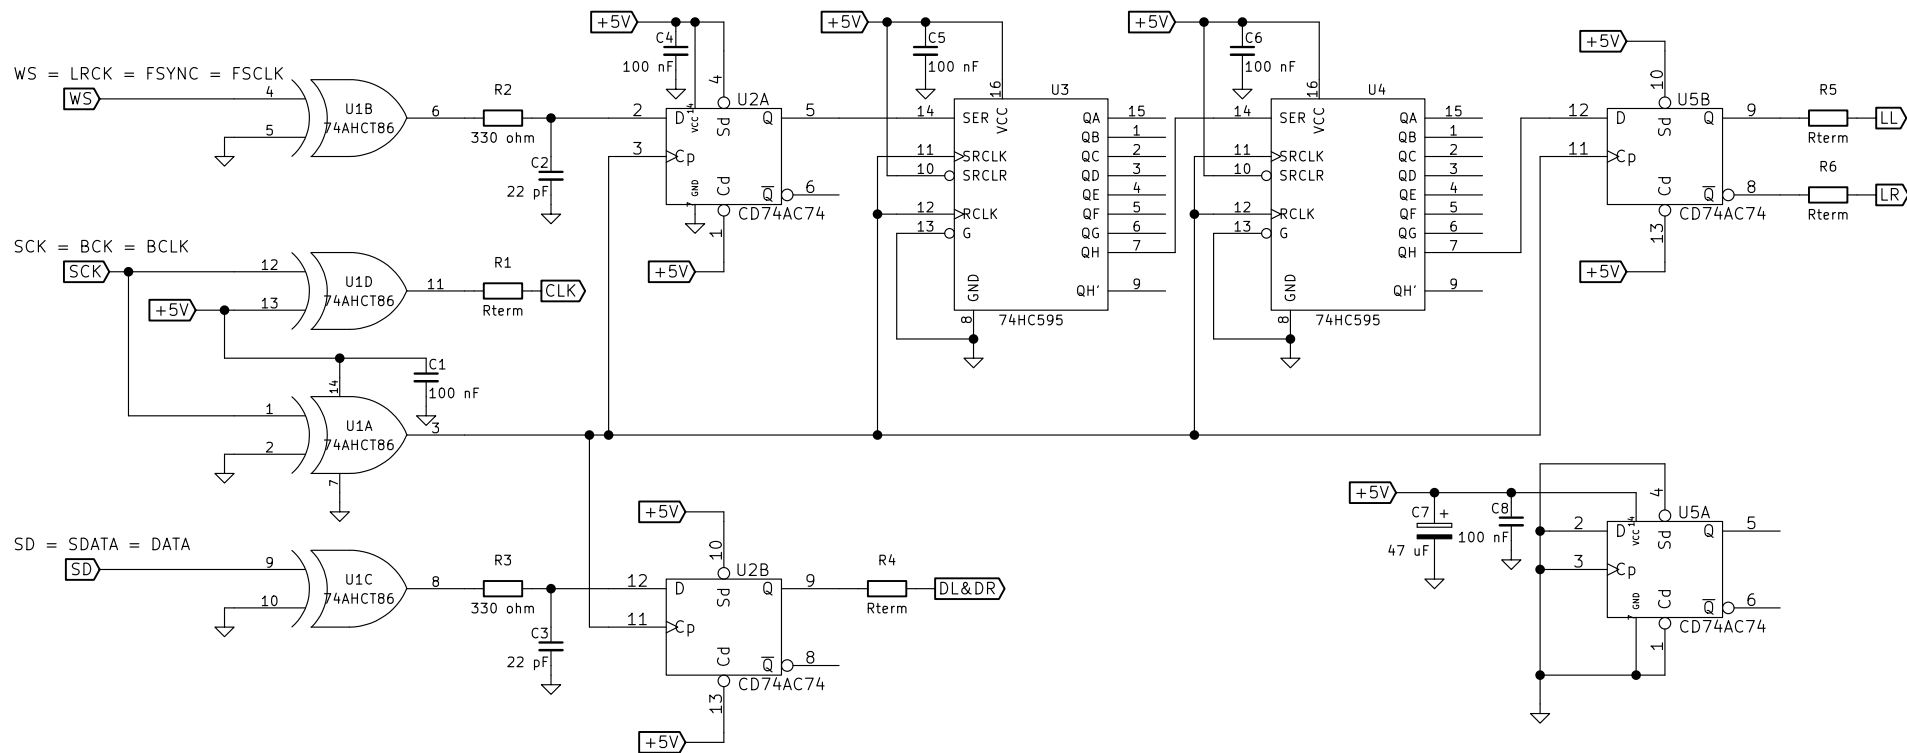 WS = LRCK = FSYNC = FSCLK
WS
4
5
U1B
74AHCT86
6
R2
330 ohm
C2
22 pF
+5V
C4
100 nF
4
U2A
2
D
VCC
14
Sd
Q
5
3
Cp
GND
7
Cd
Q
6
CD74AC74
1
+5V
+5V
C5
100 nF
16
U3
14
SER
VCC
QA
15
QB
1
11
SRCLK
QC
2
10
SRCLR
QD
3
QE
4
12
RCLK
QF
5
13
G
QG
6
QH
7
GND
QH'
9
8
74HC595
+5V
C6
100 nF
16
U4
14
SER
VCC
QA
15
QB
1
11
SRCLK
QC
2
10
SRCLR
QD
3
QE
4
12
RCLK
QF
5
13
G
QG
6
QH
7
GND
QH'
9
8
74HC595
+5V
10
U5B
12
D
Sd
Q
9
11
Cp
Cd
Q
8
CD74AC74
13
+5V
R5
Rterm
LL
R6
Rterm
LR
SCK = BCK = BCLK
SCK
12
13
+5V
U1D
74AHCT86
11
R1
Rterm
CLK
C1
100 nF
14
1
2
U1A
74AHCT86
3
7
SD = SDATA = DATA
SD
9
10
U1C
74AHCT86
8
R3
330 ohm
C3
22 pF
+5V
10
U2B
12
D
Sd
Q
9
11
Cp
Cd
Q
8
CD74AC74
13
+5V
R4
Rterm
DL&DR
+5V
C7
+
47 uF
C8
100 nF
4
U5A
2
D
VCC
14
Sd
Q
5
3
Cp
GND
7
Cd
Q
6
CD74AC74
1